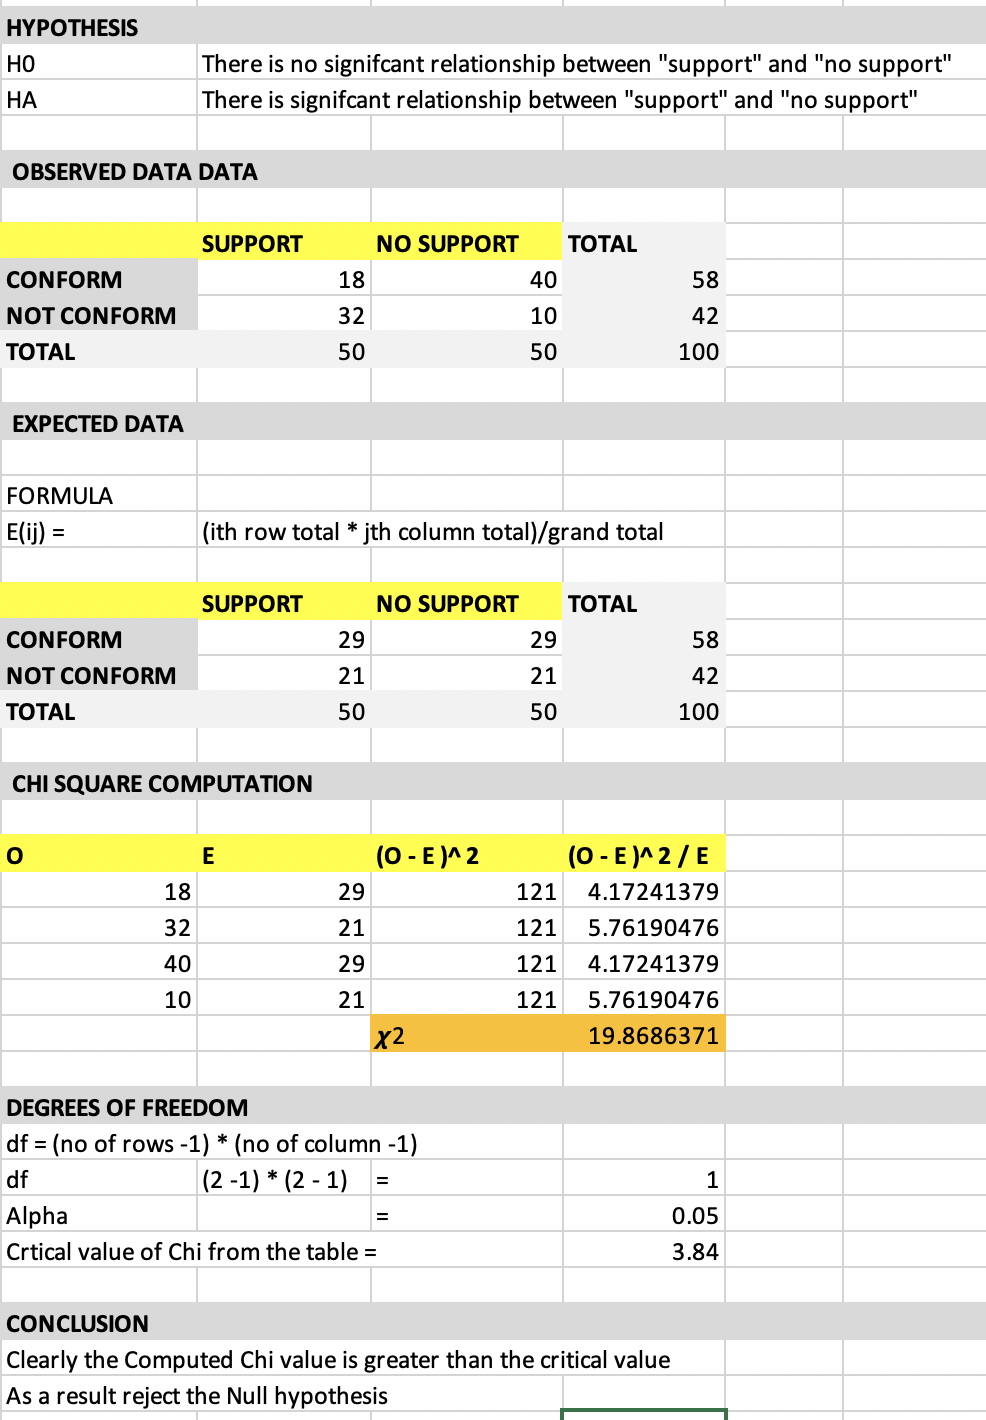 HYPOTHESIS
H0 There is no signifcant relationship between "support" and "no support"
HA There is signifcant relationship between "support" and "no support"
OBSERVED DATA DATA
SUPPORT NO SUPPORT TOTAL
CONFORM 18 40 58
NOT CONFORM 32 10 42
TOTAL 50 50 100
EXPECTED DATA
FORMULA
E(ij) = (ith row total * jth column total)/grand total
SUPPORT NO SUPPORT TOTAL
CONFORM 29 29 58
NOT CONFORM 21 21 42
TOTAL 50 50 100
CHI SQUARE COMPUTATION
O E (O - E )^ 2 (O - E )^ 2 / E
18 29 121 4.17241379
32 21 121 5.76190476
40 29 121 4.17241379
10 21 121 5.76190476
χ2 19.8686371
DEGREES OF FREEDOM
df = (no of rows -1) * (no of column -1)
df (2 -1) * (2 - 1) = 1
Alpha = 0.05
Crtical value of Chi from the table = 3.84
CONCLUSION
Clearly the Computed Chi value is greater than the critical value
As a result reject the Null hypothesis